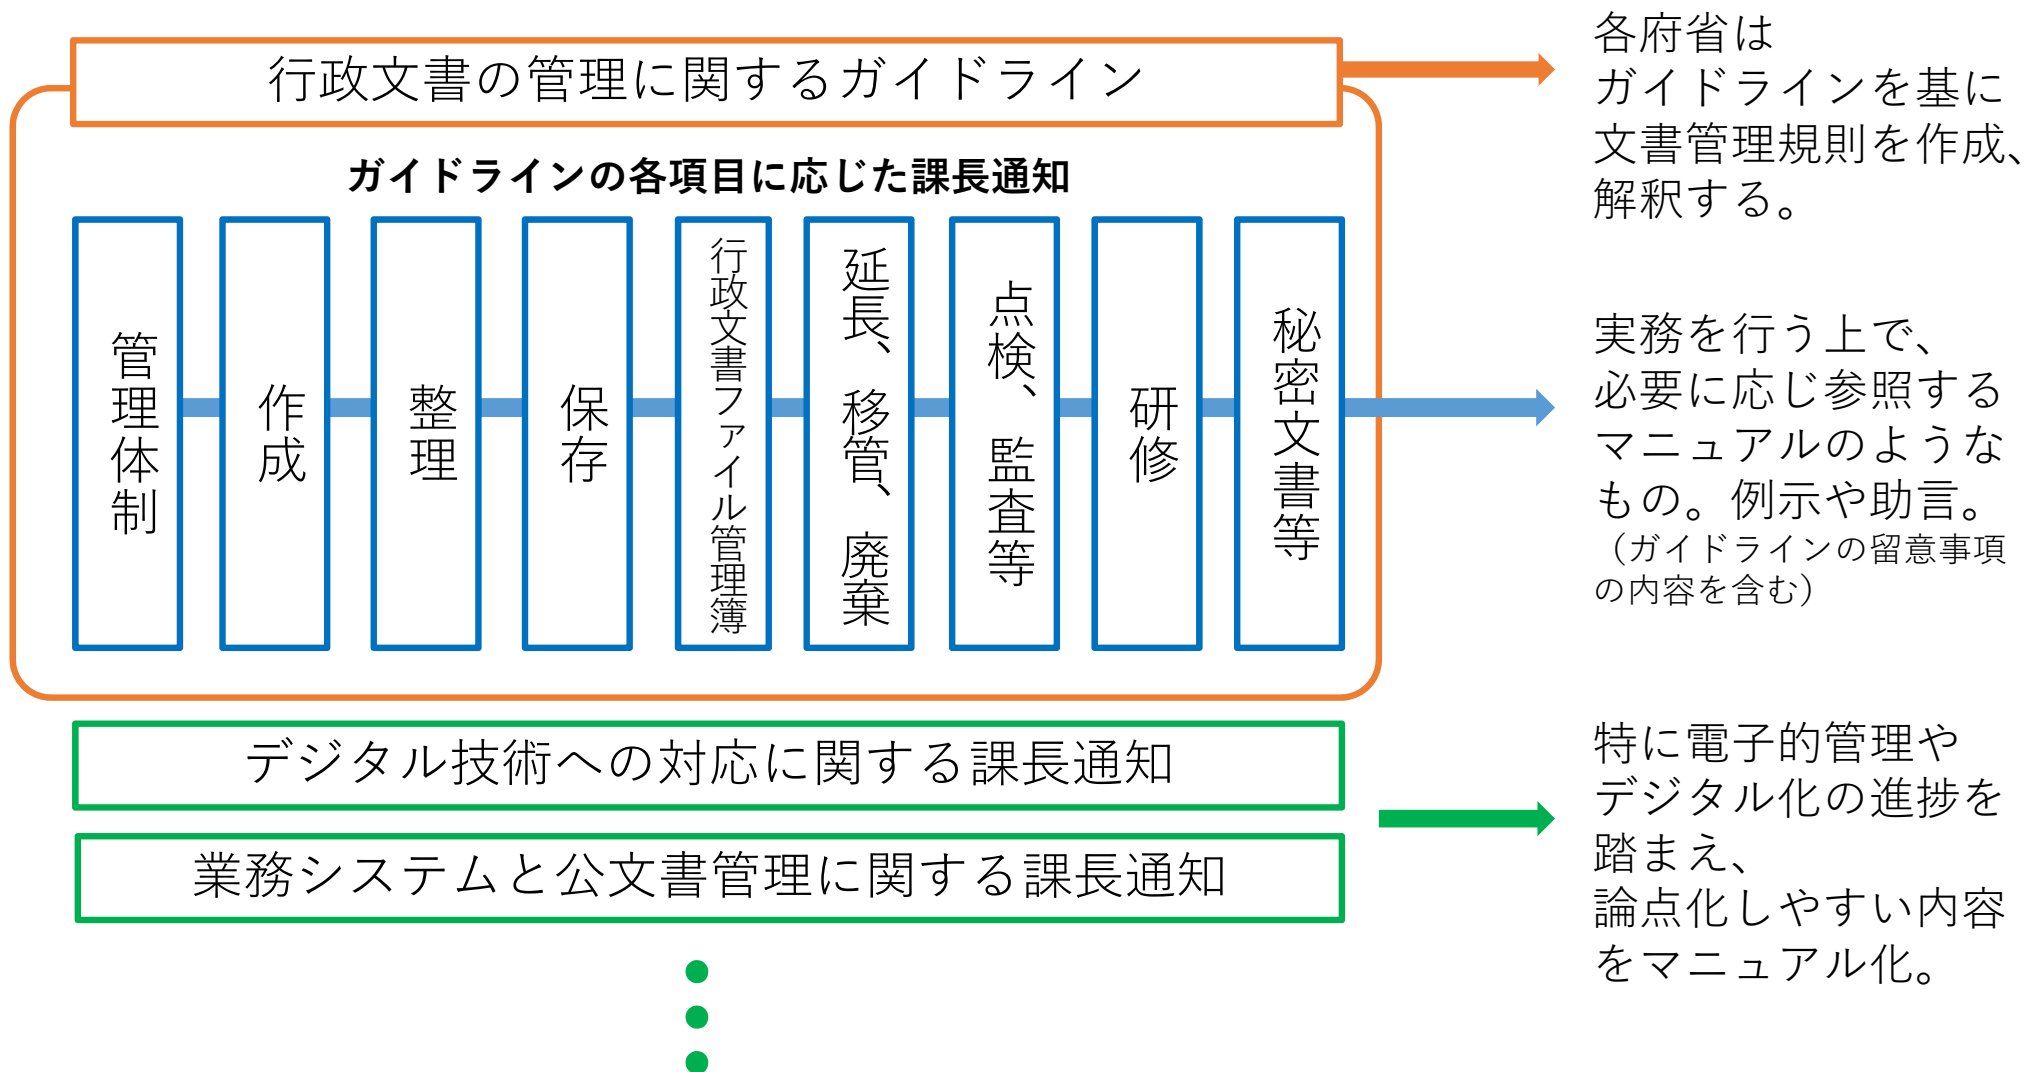 行政文書の管理に関するガイドライン
各府省は
ガイドラインを基に
文書管理規則を作成、
解釈する。
ガイドラインの各項目に応じた課長通知
管理体制
作成
整理
保存
行政文書ファイル管理簿
延長、移管、廃棄
点検、監査等
研修
秘密文書等
実務を行う上で、
必要に応じ参照する
マニュアルのような
もの。例示や助言。
（ガイドラインの留意事項
の内容を含む）
デジタル技術への対応に関する課長通知
業務システムと公文書管理に関する課長通知
特に電子的管理や
デジタル化の進捗を
踏まえ、
論点化しやすい内容
をマニュアル化。